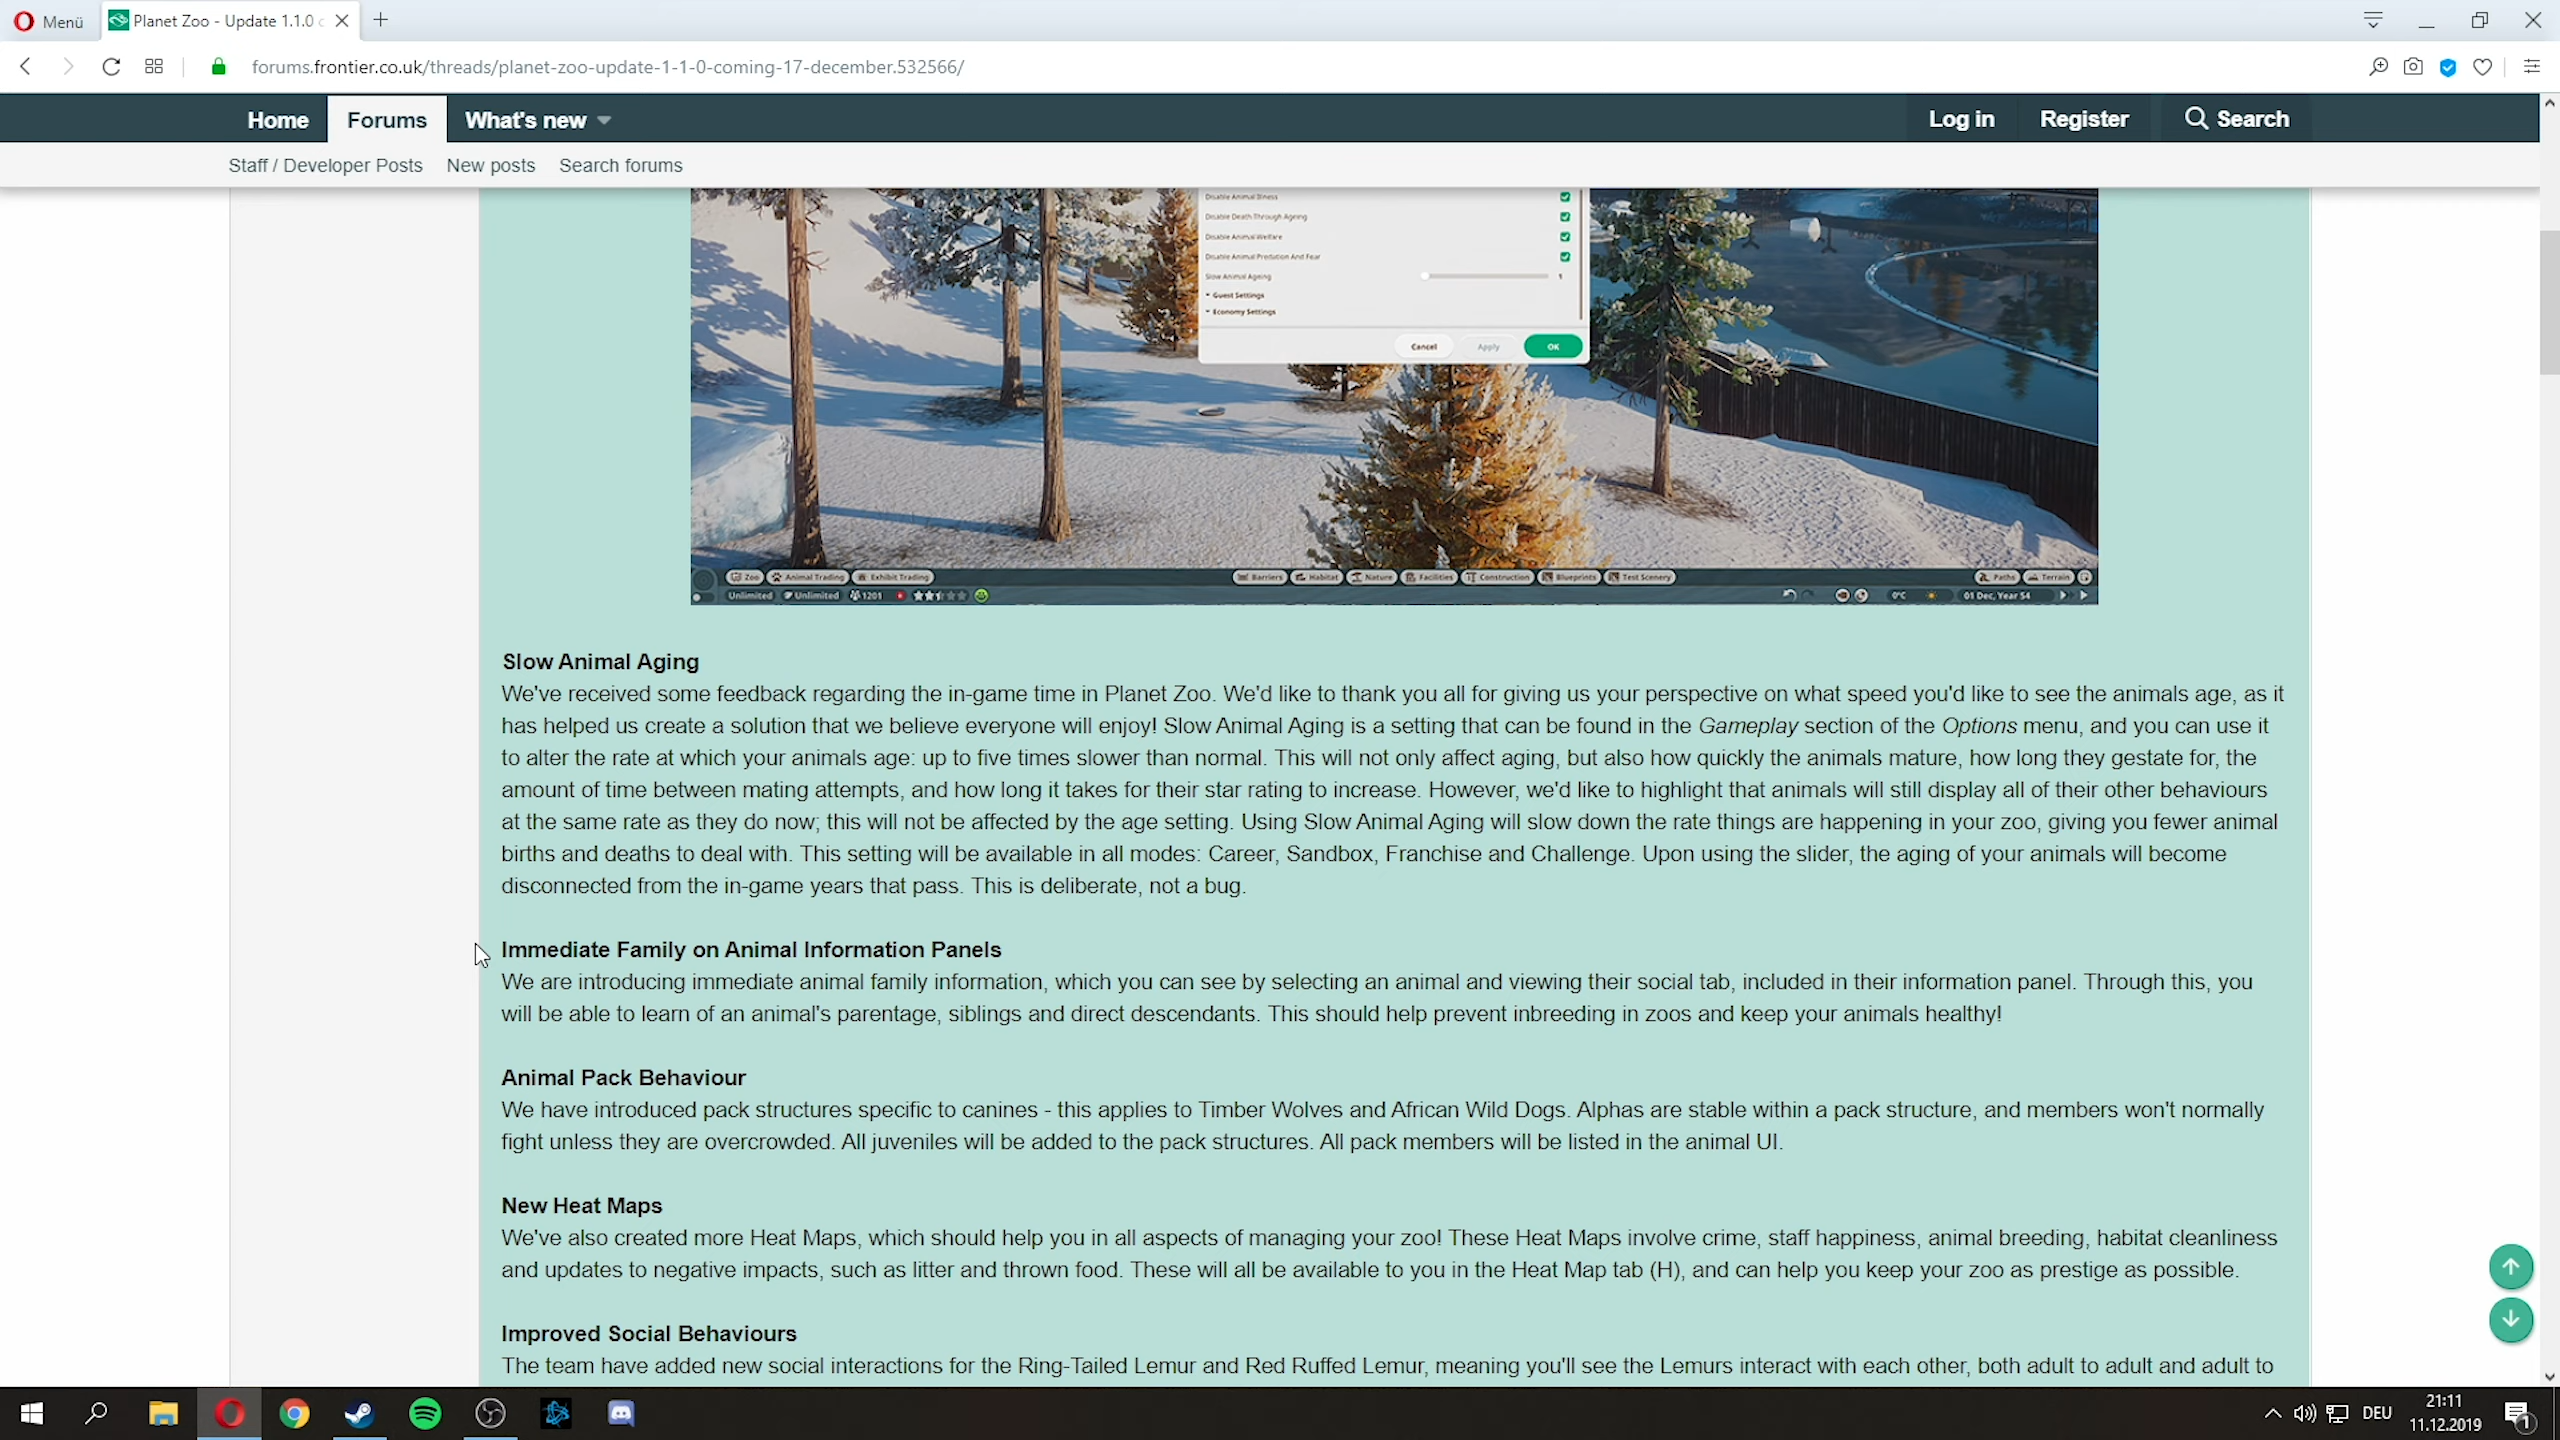 Menü
Planet Zoo - Update 1.1.0 c
forums.frontier.co.uk/threads/planet-zoo-update-1-1-0-coming-17-december.532566/
Home Forums What's new Log in Register Search
Staff / Developer Posts New posts Search forums
Disable Animal Illness
Disable Death Through Ageing
Disable Animal Welfare
Disable Animal Predation And Fear
Slow Animal Ageing 1
Guest Settings
Economy Settings
Cancel Apply OK
Zoo Animal Trading Exhibit Trading Barriers Habitat Nature Facilities Construction Blueprints Test Scenery Paths Terrain
Unlimited Unlimited 1201 0°C 01 Dec, Year 54
Slow Animal Aging
We've received some feedback regarding the in-game time in Planet Zoo. We'd like to thank you all for giving us your perspective on what speed you'd like to see the animals age, as it
has helped us create a solution that we believe everyone will enjoy! Slow Animal Aging is a setting that can be found in the Gameplay section of the Options menu, and you can use it
to alter the rate at which your animals age: up to five times slower than normal. This will not only affect aging, but also how quickly the animals mature, how long they gestate for, the
amount of time between mating attempts, and how long it takes for their star rating to increase. However, we'd like to highlight that animals will still display all of their other behaviours
at the same rate as they do now; this will not be affected by the age setting. Using Slow Animal Aging will slow down the rate things are happening in your zoo, giving you fewer animal
births and deaths to deal with. This setting will be available in all modes: Career, Sandbox, Franchise and Challenge. Upon using the slider, the aging of your animals will become
disconnected from the in-game years that pass. This is deliberate, not a bug.
Immediate Family on Animal Information Panels
We are introducing immediate animal family information, which you can see by selecting an animal and viewing their social tab, included in their information panel. Through this, you
will be able to learn of an animal's parentage, siblings and direct descendants. This should help prevent inbreeding in zoos and keep your animals healthy!
Animal Pack Behaviour
We have introduced pack structures specific to canines - this applies to Timber Wolves and African Wild Dogs. Alphas are stable within a pack structure, and members won't normally
fight unless they are overcrowded. All juveniles will be added to the pack structures. All pack members will be listed in the animal UI.
New Heat Maps
We've also created more Heat Maps, which should help you in all aspects of managing your zoo! These Heat Maps involve crime, staff happiness, animal breeding, habitat cleanliness
and updates to negative impacts, such as litter and thrown food. These will all be available to you in the Heat Map tab (H), and can help you keep your zoo as prestige as possible.
Improved Social Behaviours
The team have added new social interactions for the Ring-Tailed Lemur and Red Ruffed Lemur, meaning you'll see the Lemurs interact with each other, both adult to adult and adult to
DEU
21:11
11.12.2019
1